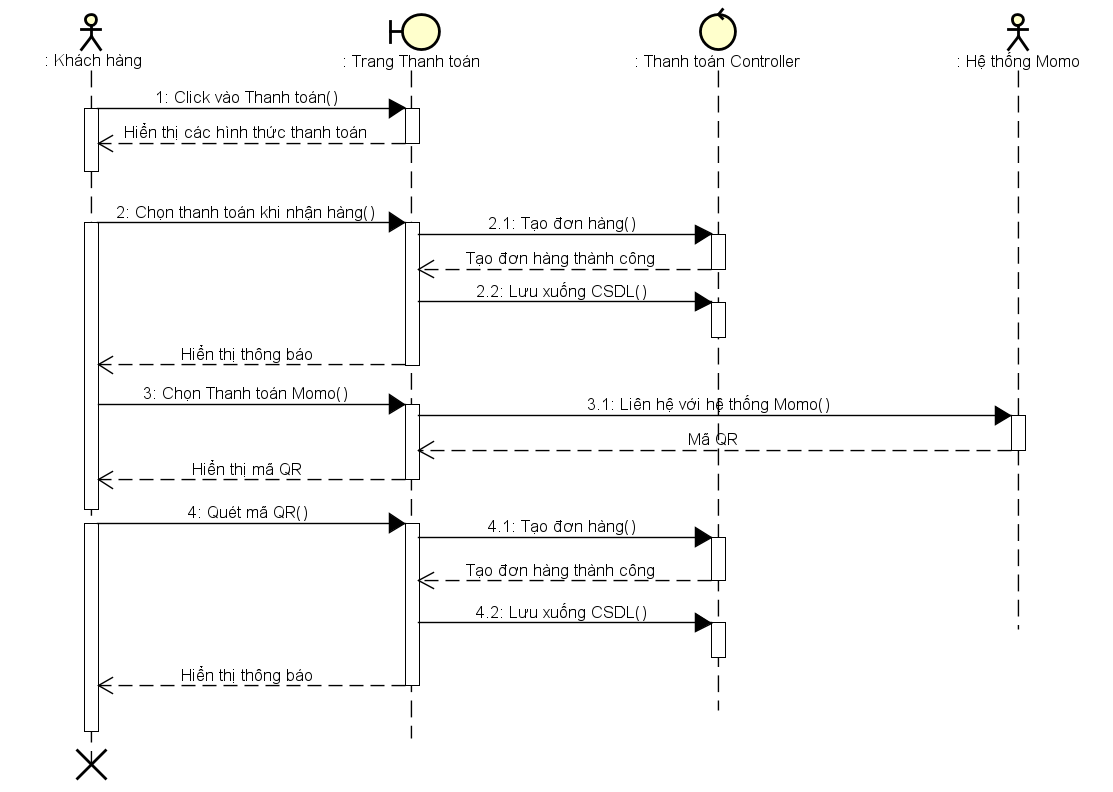 : Khách hàng
: Trang Thanh toán
: Thanh toán Controller
: Hệ thống Momo
1: Click vào Thanh toán()
Hiển thị các hình thức thanh toán
2: Chọn thanh toán khi nhận hàng()
2.1: Tạo đơn hàng()
Tạo đơn hàng thành công
2.2: Lưu xuống CSDL()
Hiển thị thông báo
3: Chọn Thanh toán Momo()
3.1: Liên hệ với hệ thống Momo()
Mã QR
Hiển thị mã QR
4: Quét mã QR()
4.1: Tạo đơn hàng()
Tạo đơn hàng thành công
4.2: Lưu xuống CSDL()
Hiển thị thông báo